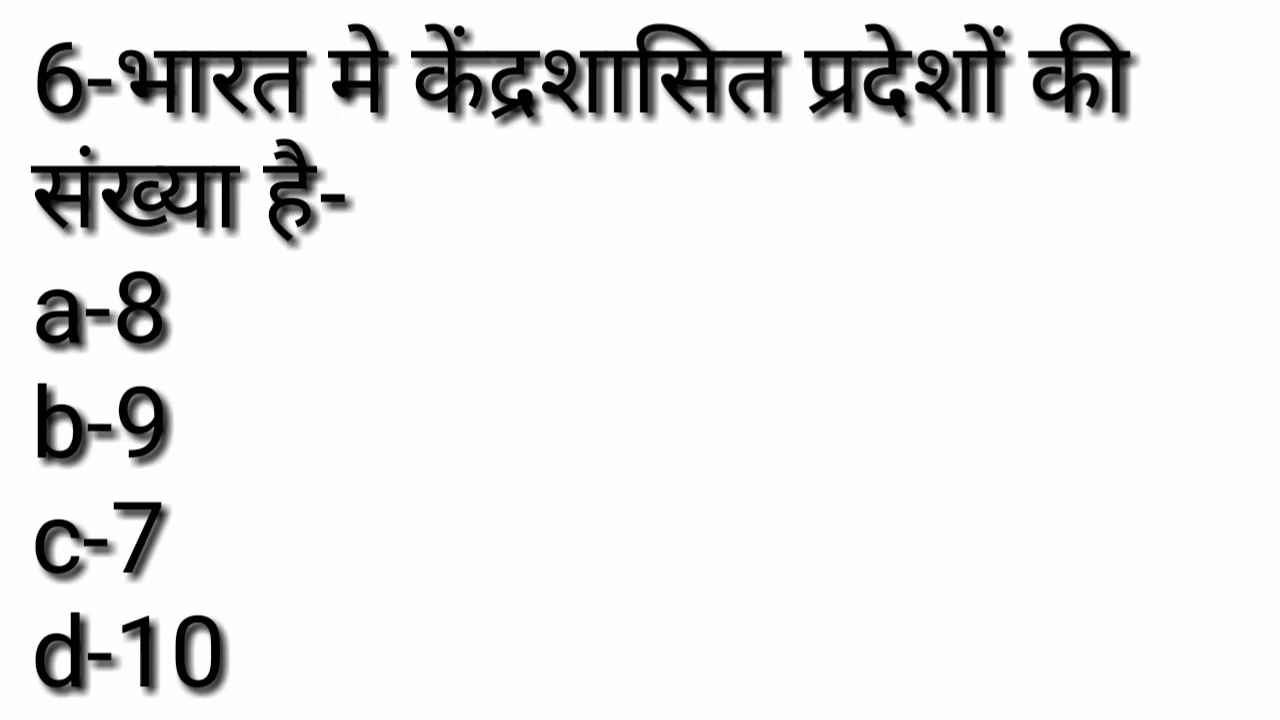 6-भारत मे केंद्रशासित प्रदेशों की
संख्या है-
a-8
b-9
c-7
d-10